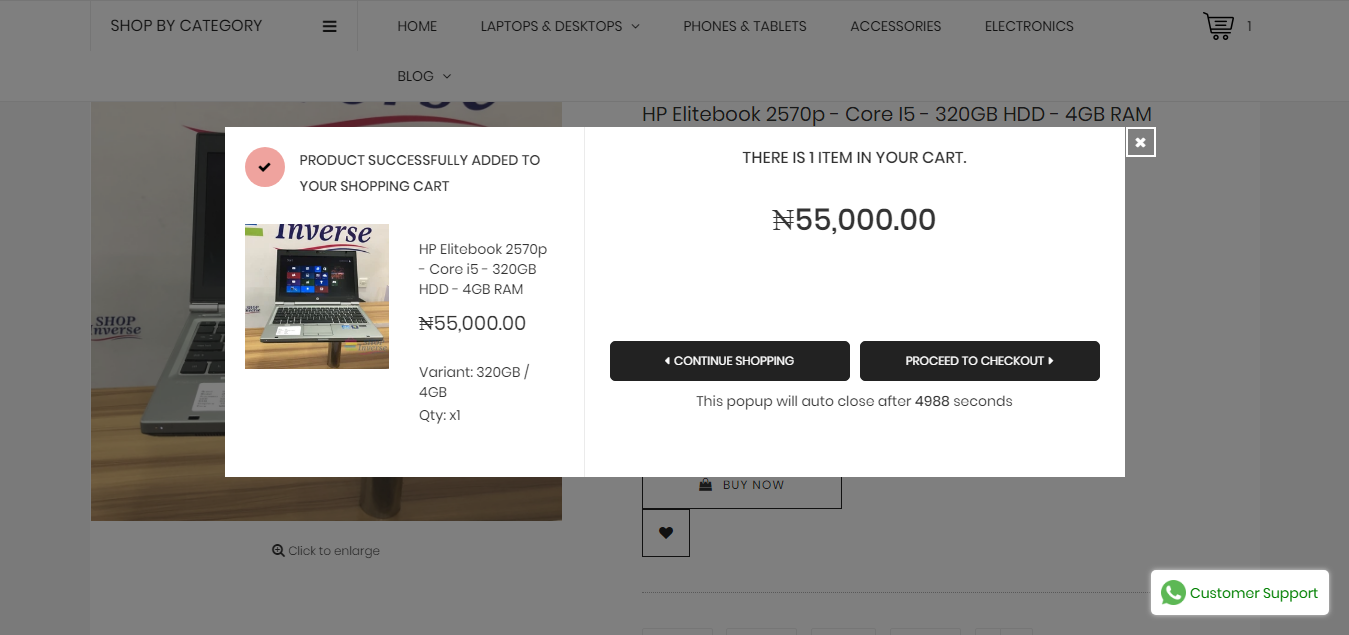 SHOP BY CATEGORY
HOME
LAPTOPS & DESKTOPS
PHONES & TABLETS
ACCESSORIES
ELECTRONICS
1
BLOG
HP Elitebook 2570p - Core I5 - 320GB HDD - 4GB RAM
PRODUCT SUCCESSFULLY ADDED TO
YOUR SHOPPING CART
Inverse
HP Elitebook 2570p
- Core i5 - 320GB
HDD - 4GB RAM
₦55,000.00
Variant: 320GB /
4GB
Qty: x1
THERE IS 1 ITEM IN YOUR CART.
₦55,000.00
CONTINUE SHOPPING
PROCEED TO CHECKOUT
This popup will auto close after 4988 seconds
SHOP
Inverse
BUY NOW
Click to enlarge
Customer Support